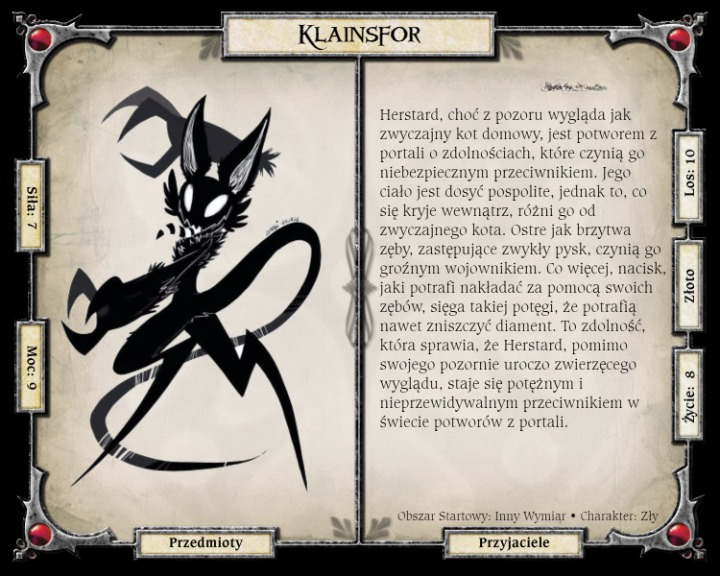 KLAINSFOR
Siła: 7
Moc: 9
Herstard, choć z pozoru wygląda jak
zwyczajny kot domowy, jest potworem z
portali o zdolnościach, które czynią go
niebezpiecznym przeciwnikiem. Jego
ciało jest dosyć pospolite, jednak to, co
się kryje wewnątrz, różni go od
zwyczajnego kota. Ostre jak brzytwa
zęby, zastępujące zwykły pysk, czynią go
groźnym wojownikiem. Co więcej, nacisk,
jaki potrafi nakładać za pomocą swoich
zębów, sięga takiej potęgi, że potrafią
nawet zniszczyć diament. To zdolność,
która sprawia, że Herstard, pomimo
swojego pozornie uroczo zwierzęcego
wyglądu, staje się potężnym i
nieprzewidywalnym przeciwnikiem w
świecie potworów z portali.
Los: 10
Złoto
Życie: 8
Obszar Startowy: Inny Wymiar • Charakter: Zły
Przedmioty
Przyjaciele